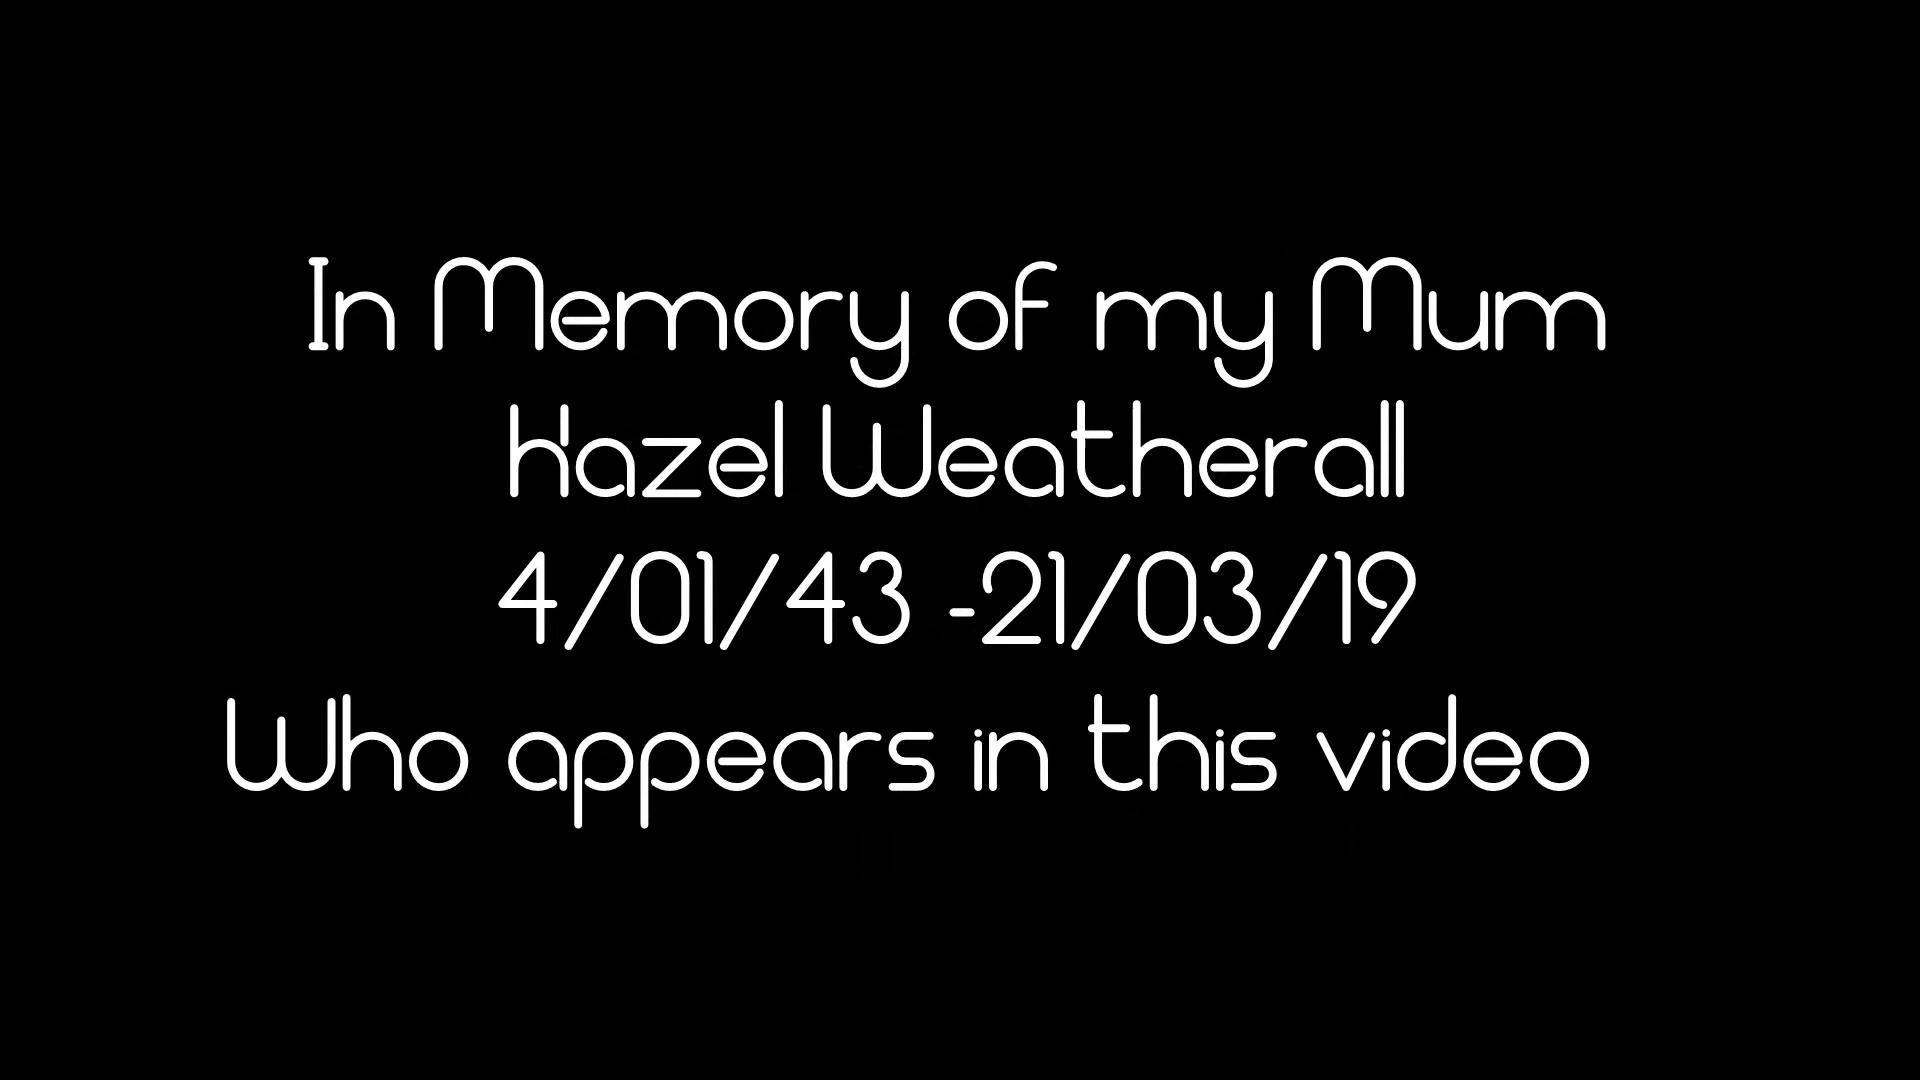 In Memory of my Mum
Hazel Weatherall
4/01/43 -21/03/19
Who appears in this video